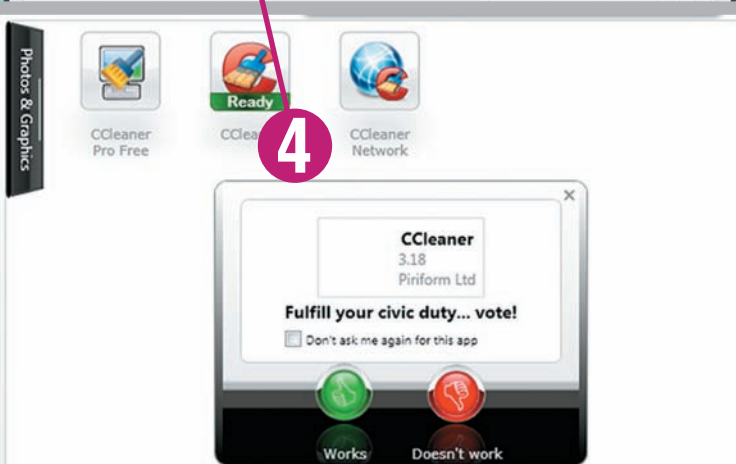 Photos & Graphics
Ready
CCleaner
Pro Free
CClea
4
CCleaner
Network
CCleaner
3.18
Piriform Ltd
Fulfill your civic duty... vote!
Don't ask me again for this app
Works
Doesn't work